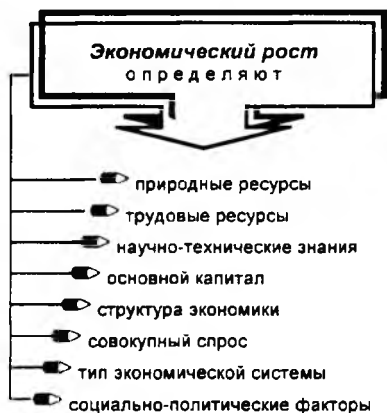 Экономический рост
определяют
природные ресурсы
трудовые ресурсы
научно-технические знания
основной капитал
структура экономики
совокупный спрос
тип экономической системы
социально-политические факторы